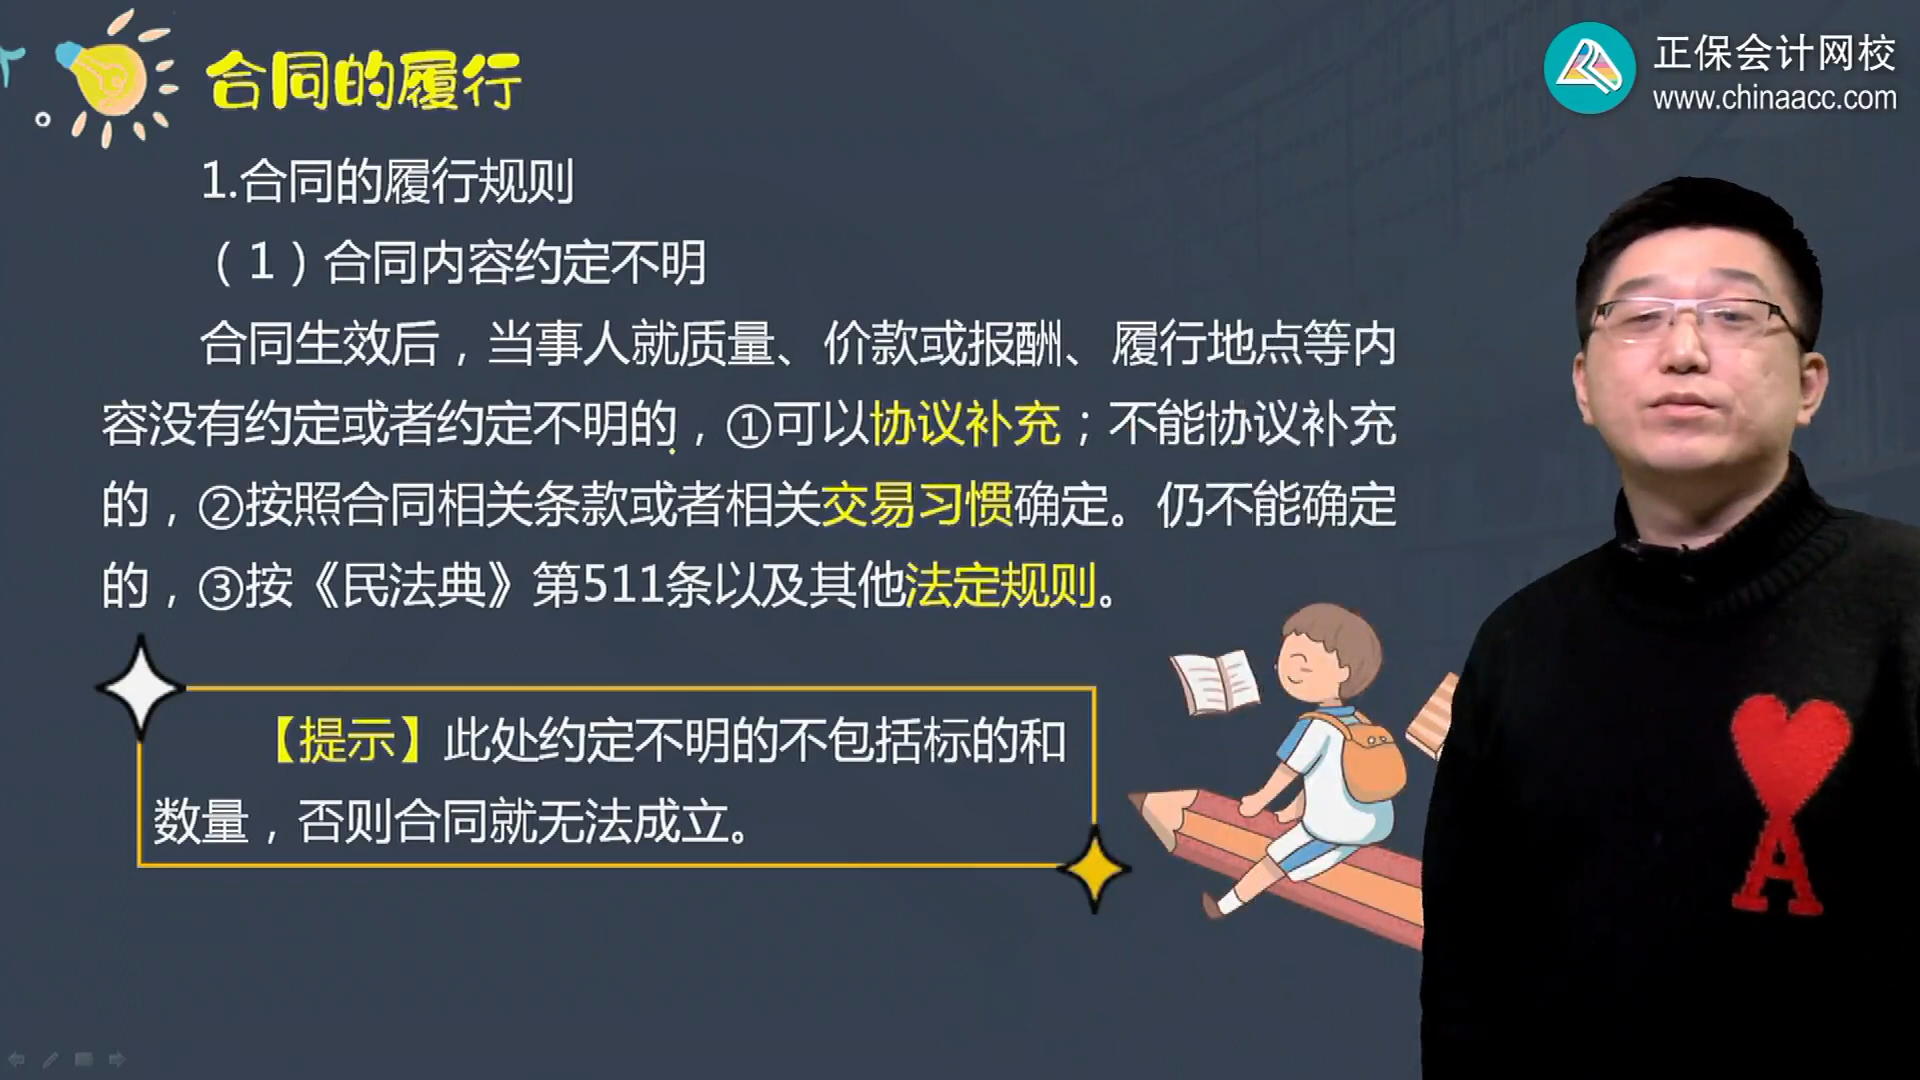 合同的履行
正保会计网校
www.chinaacc.com
1.合同的履行规则
（1）合同内容约定不明
合同生效后，当事人就质量、价款或报酬、履行地点等内
容没有约定或者约定不明的，①可以协议补充；不能协议补充
的，②按照合同相关条款或者相关交易习惯确定。仍不能确定
的，③按《民法典》第511条以及其他法定规则。
【提示】此处约定不明的不包括标的和
数量，否则合同就无法成立。
A